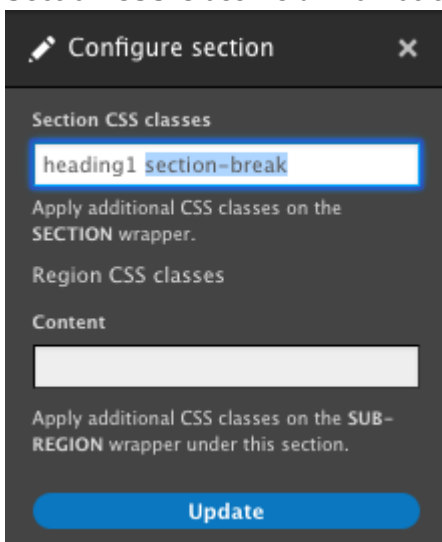 Configure section
Section CSS classes
heading1 section-break
Apply additional CSS classes on the
SECTION wrapper.
Region CSS classes
Content
Apply additional CSS classes on the SUB-
REGION wrapper under this section.
Update